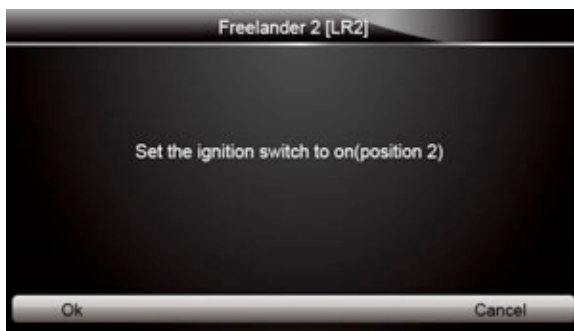 Freelander 2 [LR2]
Set the ignition switch to on(position 2)
Ok Cancel